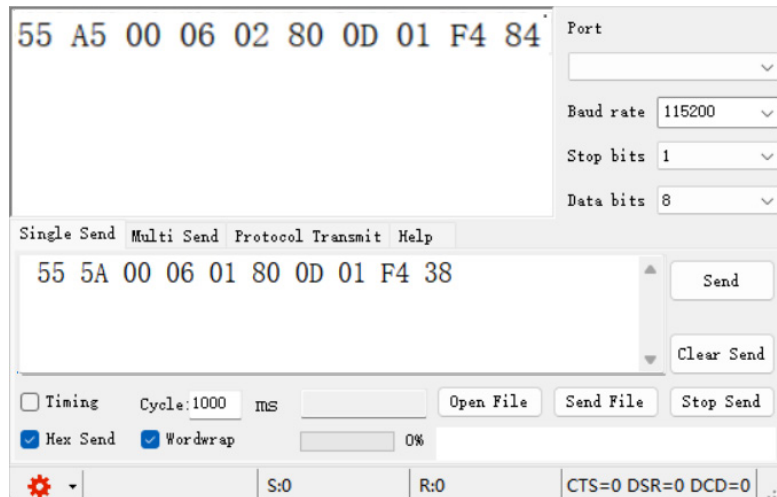 55 A5 00 06 02 80 0D 01 F4 84
Port
Baud rate 115200
Stop bits 1
Data bits 8
Single Send Multi Send Protocol Transmit Help
55 5A 00 06 01 80 0D 01 F4 38
Send
Clear Send
Timing Cycle: 1000 ms Open File Send File Stop Send
Hex Send Wordwrap 0%
S:0 R:0 CTS=0 DSR=0 DCD=0